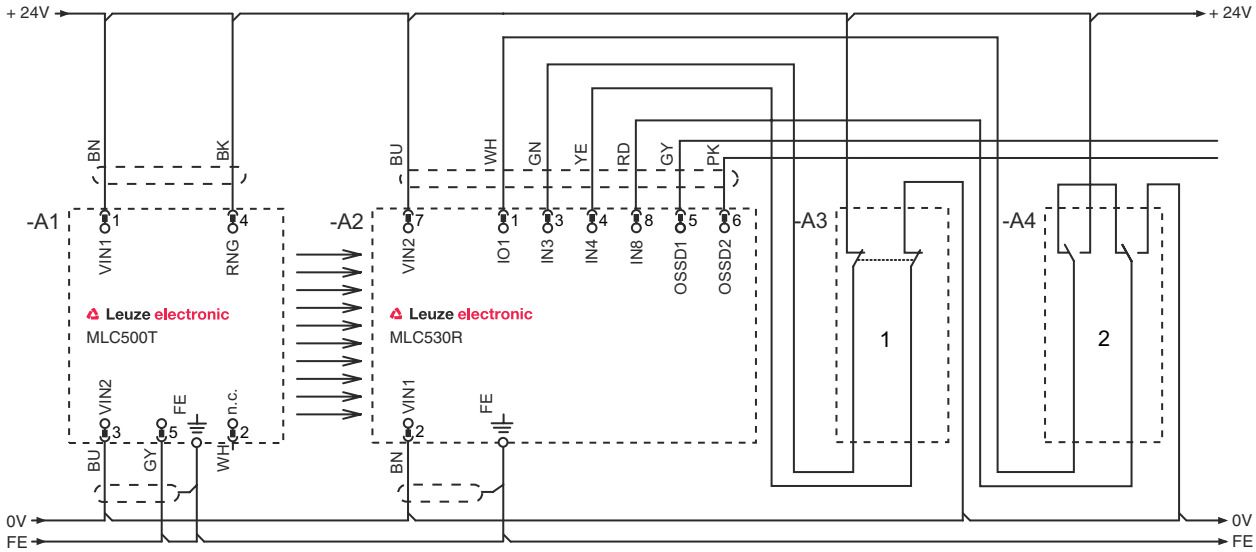 + 24V
+ 24V
BN
BK
BU
WH
GN
YE
RD
GY
PK
-A1
1
4
VIN1
RNG
-A2
7
1
3
4
8
5
6
VIN2
IO1
IN3
IN4
IN8
OSSD1
OSSD2
-A3
-A4
Leuze electronic
MLC500T
Leuze electronic
MLC530R
1
2
VIN2
FE
n.c.
VIN1
FE
3
5
2
2
BU
GY
WH
BN
0V
0V
FE
FE